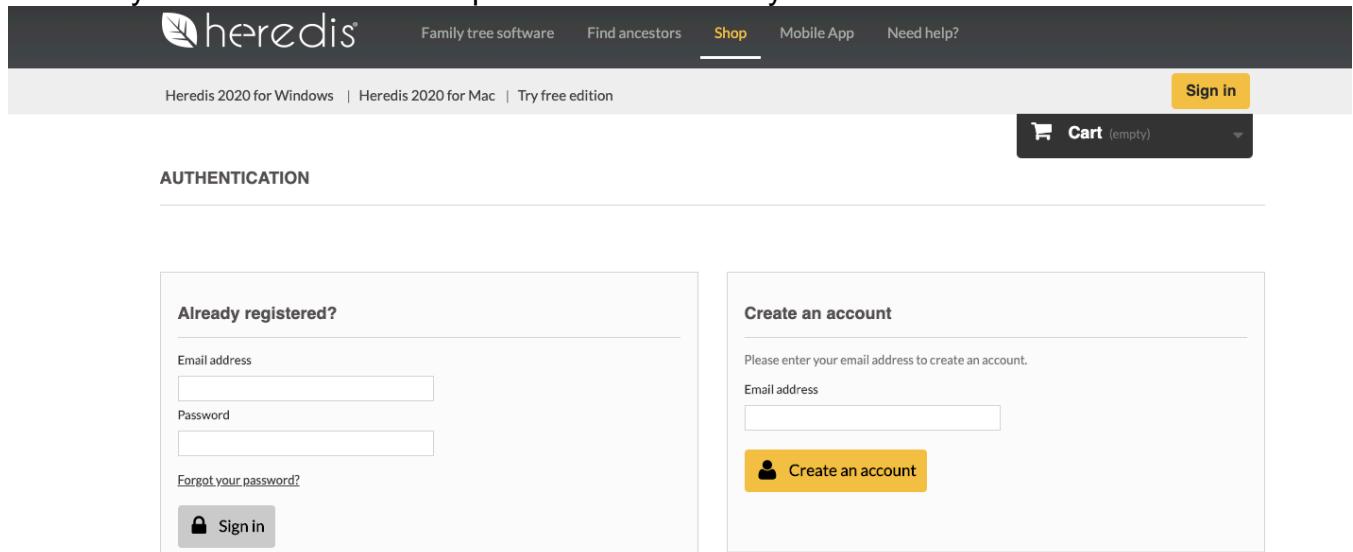 heredis
Family tree software Find ancestors Shop Mobile App Need help?
Heredis 2020 for Windows | Heredis 2020 for Mac | Try free edition
Sign in
Cart (empty)
AUTHENTICATION
Already registered?
Email address
Password
Forgot your password?
Sign in
Create an account
Please enter your email address to create an account.
Email address
Create an account